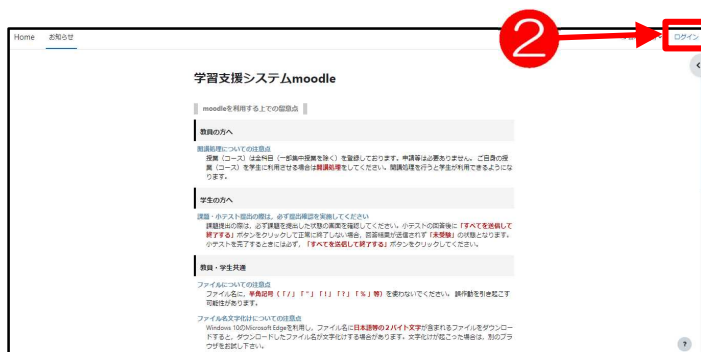 Home お知らせ
2
ログイン
学習支援システムmoodle
moodleを利用する上での留意点
教員の方へ
開講処理についての注意点
授業（コース）は全科目（一部集中授業を除く）を登録しております。申請等は必要ありません。ご自身の授
業（コース）を学生に利用させる場合は開講処理をしてください。開講処理を行うと学生が利用できるようにな
ります。
学生の方へ
課題・小テスト提出の際は、必ず提出確認を実施してください
課題提出の際は、必ず課題を提出した状態の画面を確認してください。小テストの回答後に「すべてを送信して
終了する」ボタンをクリックして正常に終了しない場合、回答結果が送信されず「未受験」の状態となります。
小テストを完了するときには必ず、「すべてを送信して終了する」ボタンをクリックしてください。
教員・学生共通
ファイルについての注意点
ファイル名に、半角記号（「/」「"」「!」「?」「%」等）を使わないでください。 誤作動を引き起こす
可能性があります。
ファイル名文字化けについての注意点
Windows 10のMicrosoft Edgeを利用し、ファイル名に日本語等の２バイト文字が含まれるファイルをダウンロー
ドすると、ダウンロードしたファイル名が文字化けする場合があります。文字化けが起こった場合は、別のブラ
ウザをお試し下さい。
?